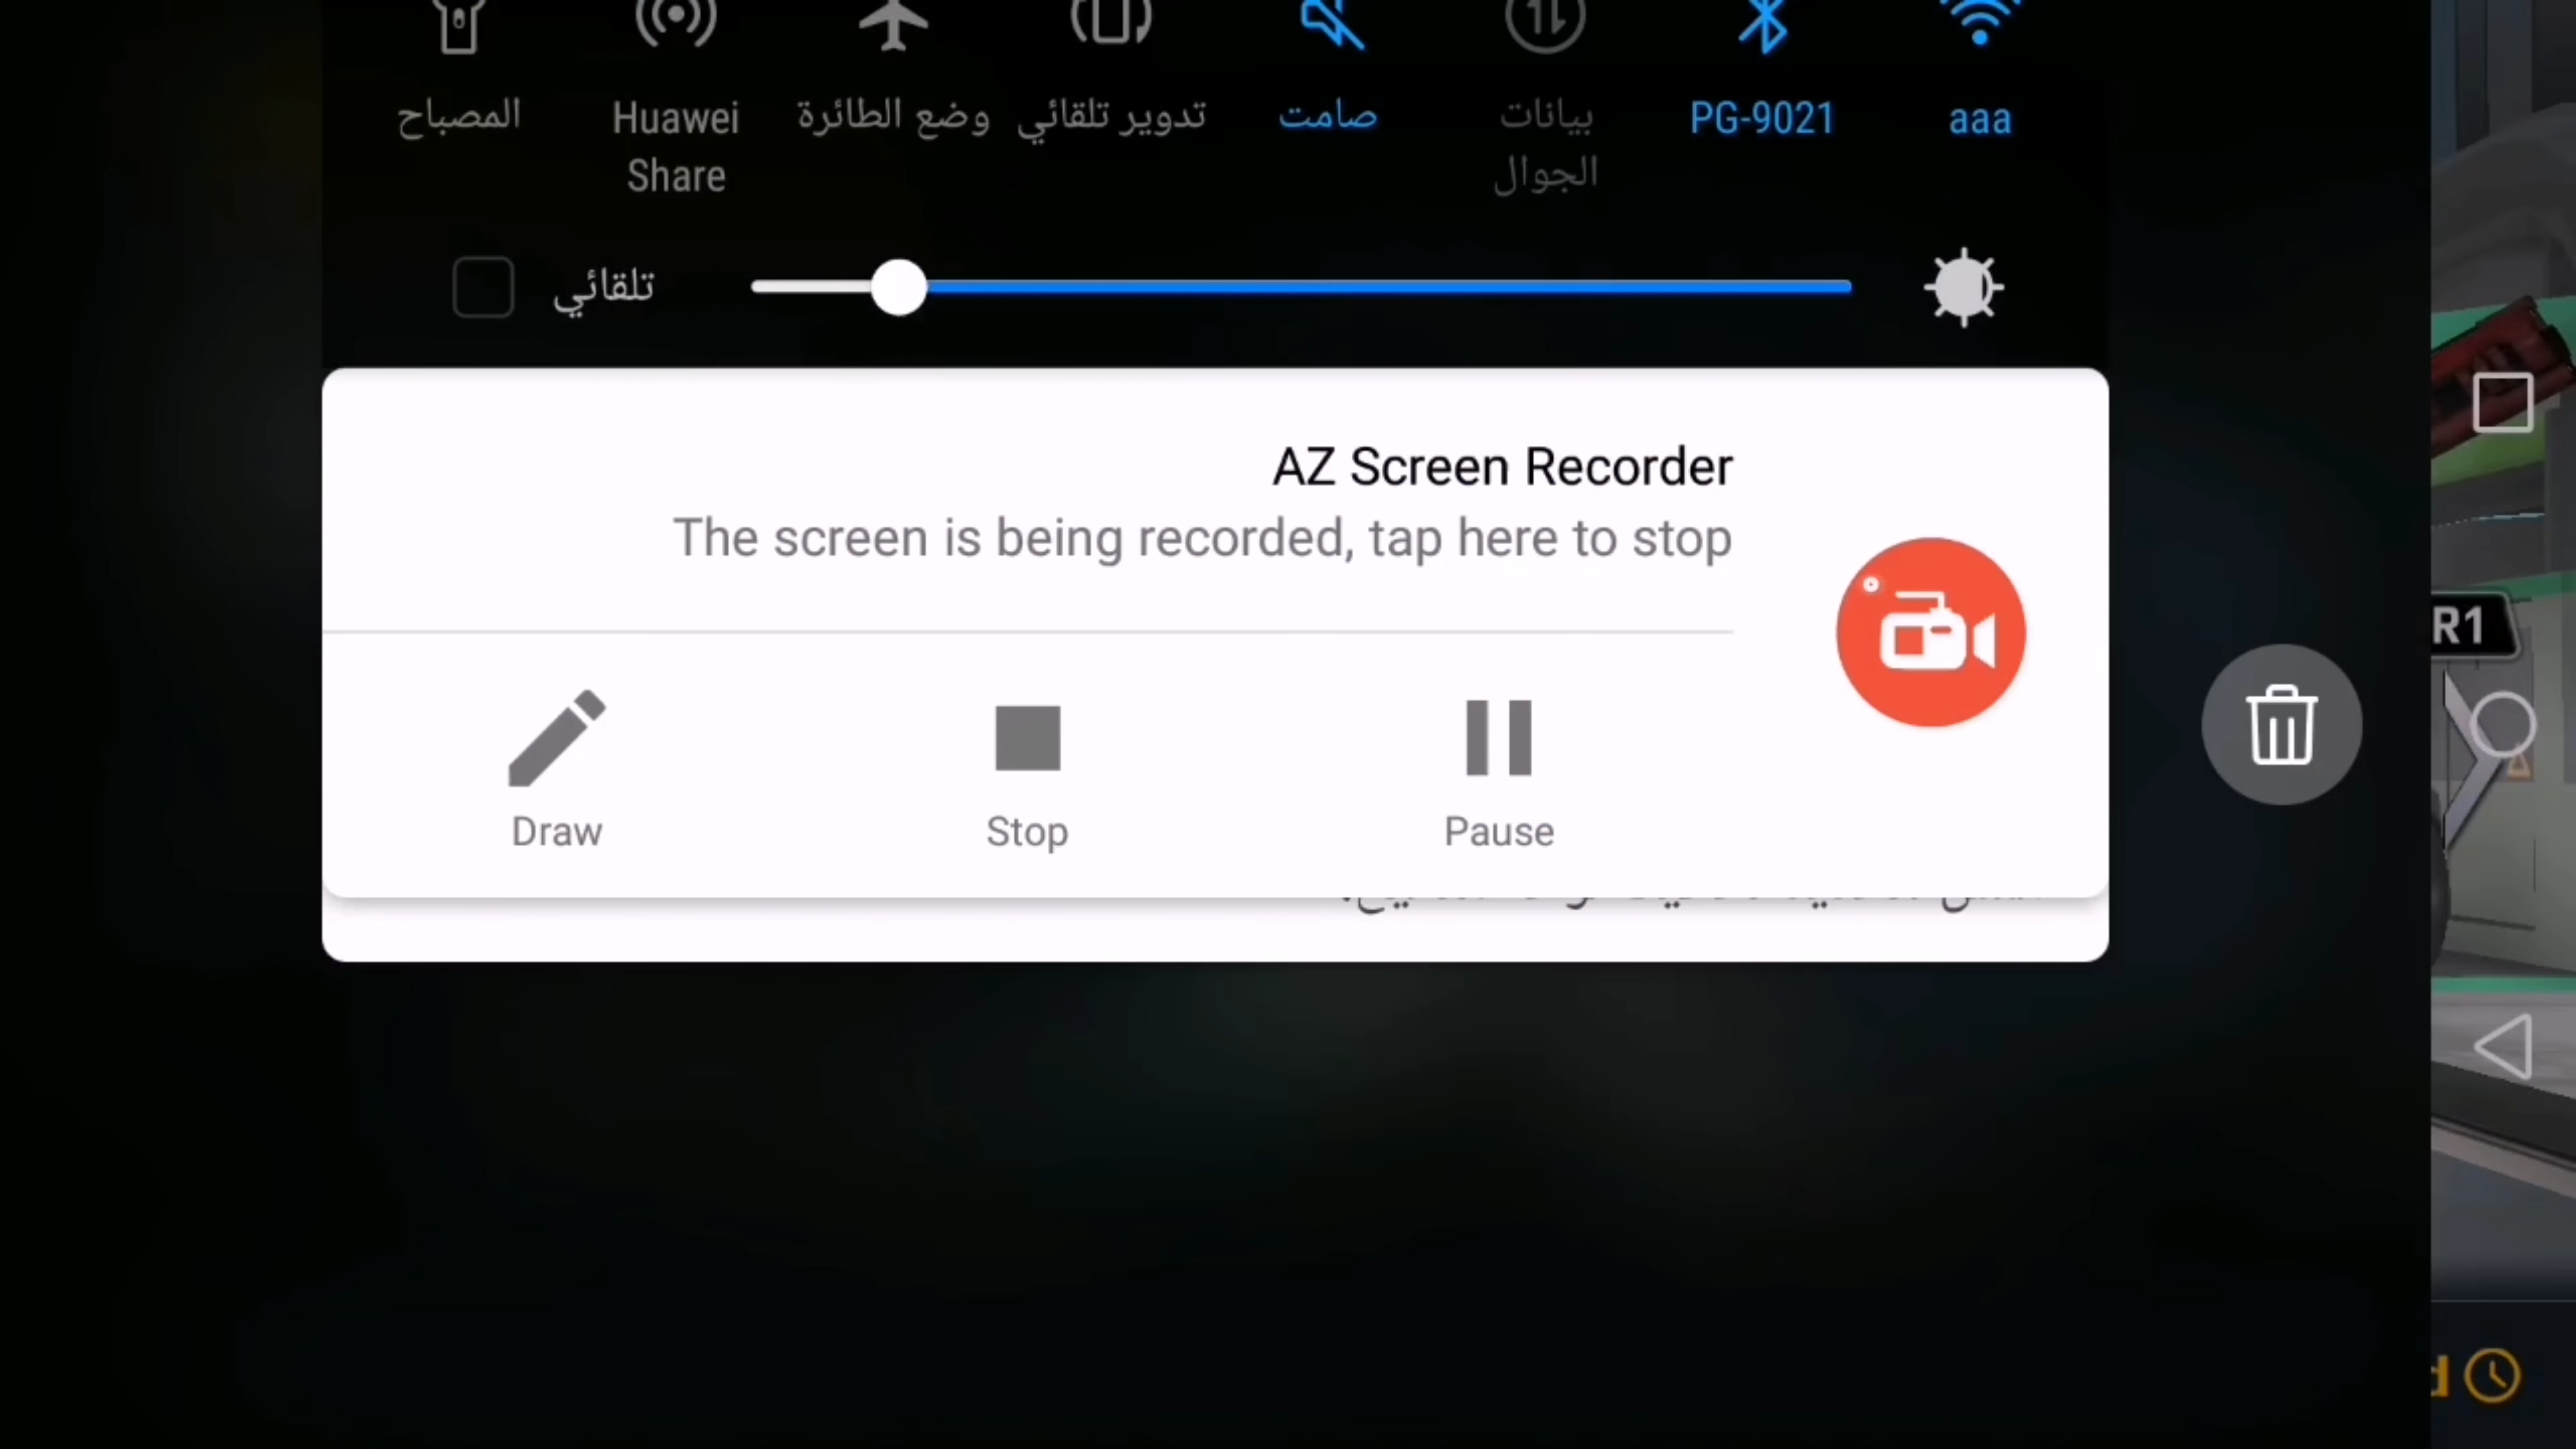 المصباح
Huawei
Share
وضع الطائرة
تدوير تلقائي
صامت
بيانات
الجوال
PG-9021
aaa
تلقائي
AZ Screen Recorder
The screen is being recorded, tap here to stop
Draw
Stop
Pause
R1